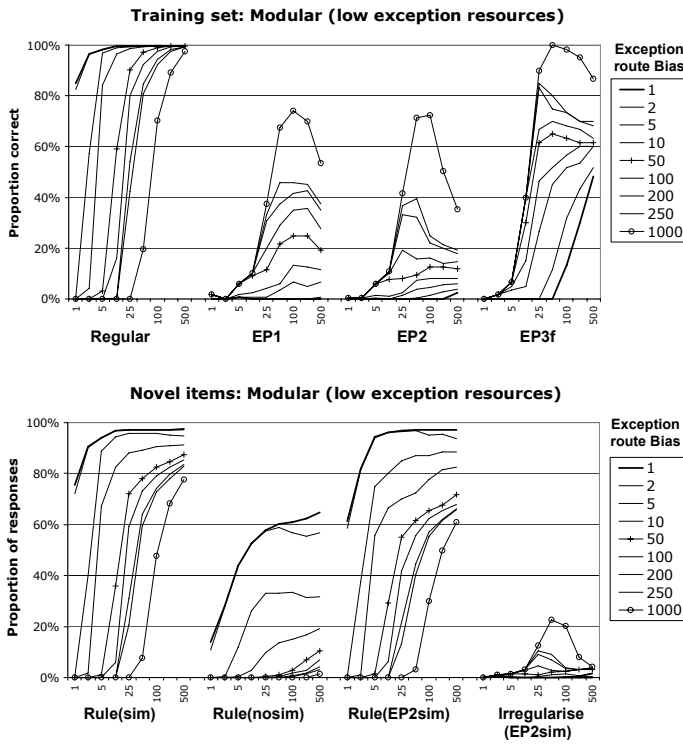 Training set: Modular (low exception resources)
Proportion correct
100%
80%
60%
40%
20%
0%
1 5 25 100 500 1 5 25 100 500 1 5 25 100 500 1 5 25 100 500
Regular EP1 EP2 EP3f
Exception
route Bias
1
2
5
10
50
100
200
250
1000
Novel items: Modular (low exception resources)
Proportion of responses
100%
80%
60%
40%
20%
0%
1 5 25 100 500 1 5 25 100 500 1 5 25 100 500 1 5 25 100 500
Rule(sim) Rule(nosim) Rule(EP2sim) Irregularise
(EP2sim)
Exception
route Bias
1
2
5
10
50
100
200
250
1000